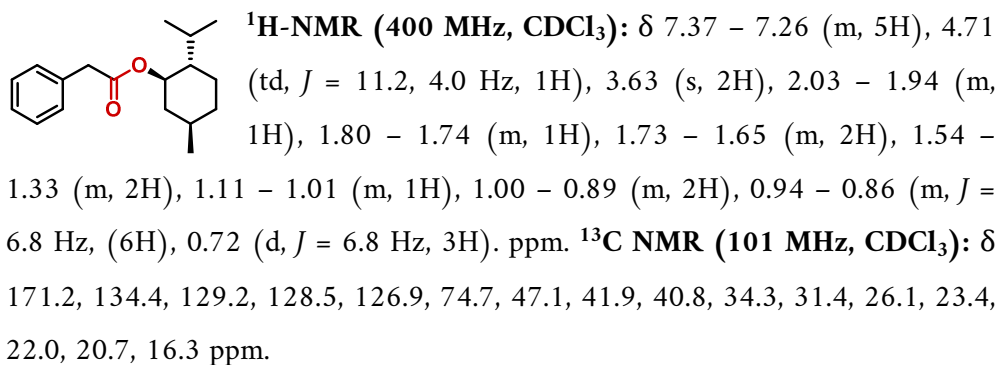 O
O
¹H-NMR (400 MHz, CDCl₃): δ 7.37 – 7.26 (m, 5H), 4.71
(td, J = 11.2, 4.0 Hz, 1H), 3.63 (s, 2H), 2.03 – 1.94 (m,
1H), 1.80 – 1.74 (m, 1H), 1.73 – 1.65 (m, 2H), 1.54 –
1.33 (m, 2H), 1.11 – 1.01 (m, 1H), 1.00 – 0.89 (m, 2H), 0.94 – 0.86 (m, J =
6.8 Hz, (6H), 0.72 (d, J = 6.8 Hz, 3H). ppm. ¹³C NMR (101 MHz, CDCl₃): δ
171.2, 134.4, 129.2, 128.5, 126.9, 74.7, 47.1, 41.9, 40.8, 34.3, 31.4, 26.1, 23.4,
22.0, 20.7, 16.3 ppm.